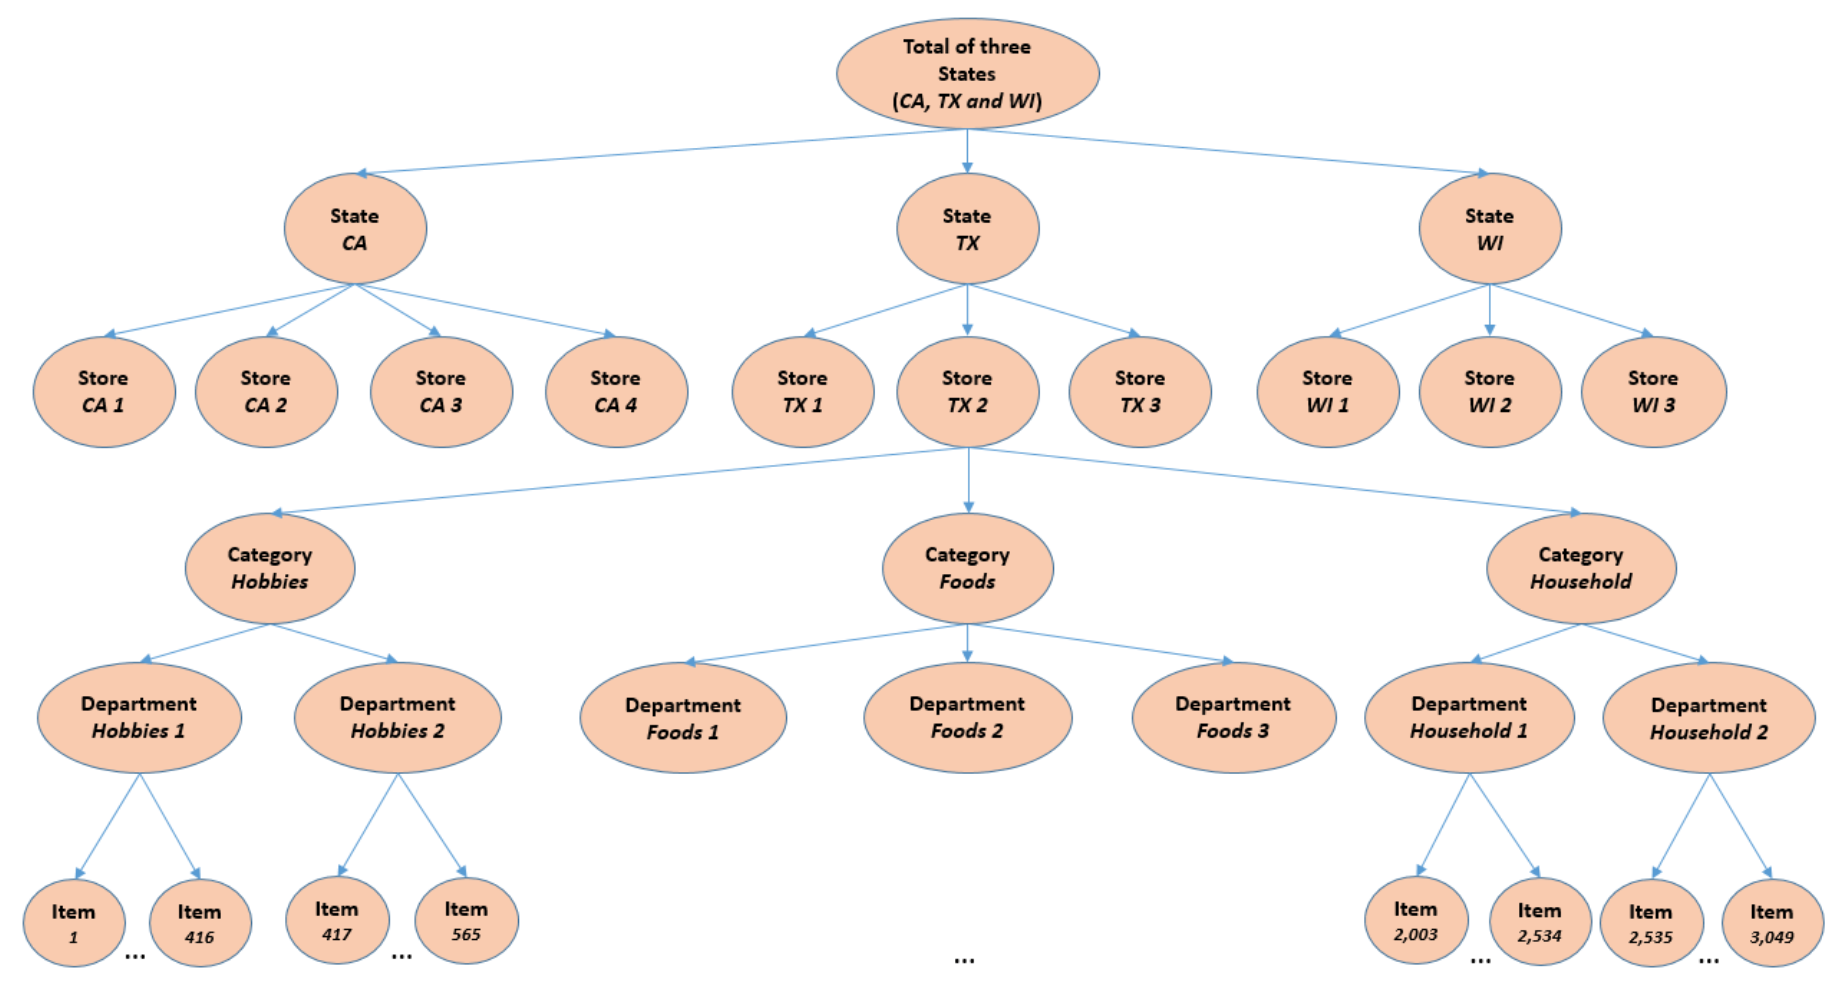 Total of three
States
(CA, TX and WI)
State
CA
State
TX
State
WI
Store
CA 1
Store
CA 2
Store
CA 3
Store
CA 4
Store
TX 1
Store
TX 2
Store
TX 3
Store
WI 1
Store
WI 2
Store
WI 3
Category
Hobbies
Category
Foods
Category
Household
Department
Hobbies 1
Department
Hobbies 2
Department
Foods 1
Department
Foods 2
Department
Foods 3
Department
Household 1
Department
Household 2
Item
1
...
Item
416
Item
417
...
Item
565
...
Item
2,003
...
Item
2,534
Item
2,535
...
Item
3,049